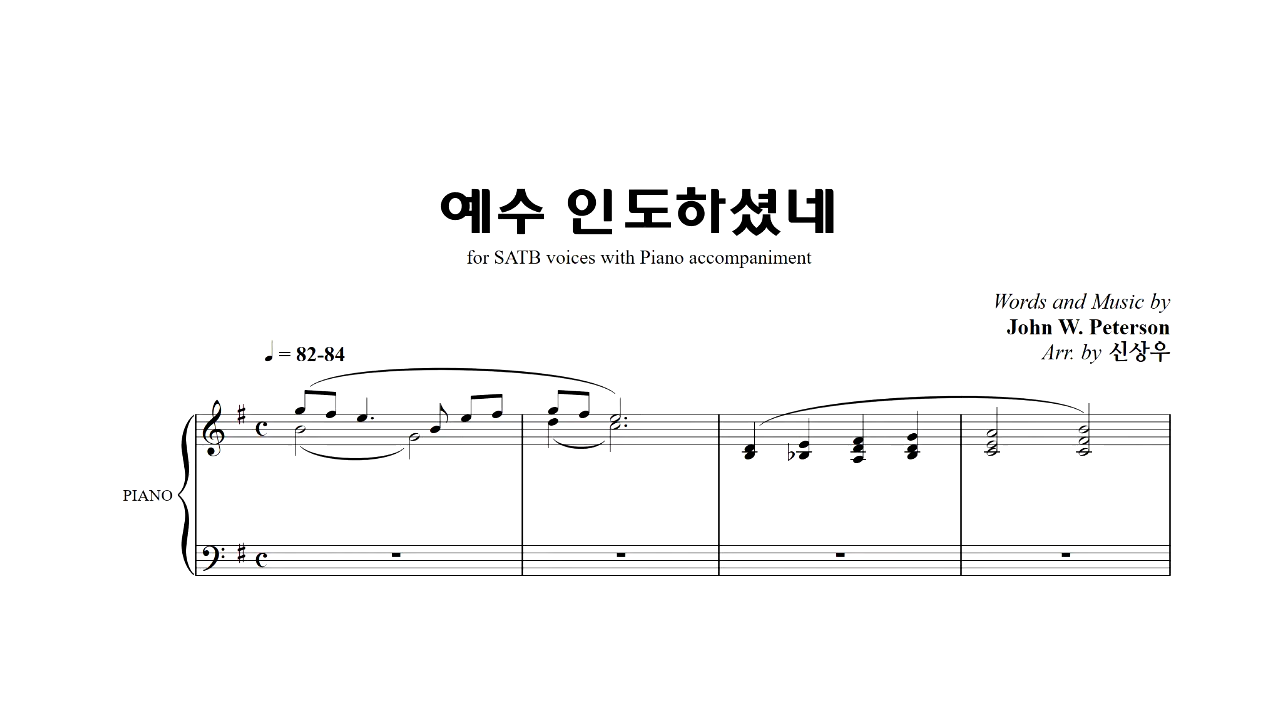 예수 인도하셨네
for SATB voices with Piano accompaniment
Words and Music by
John W. Peterson
Arr. by 신상우
♩ = 82-84
PIANO